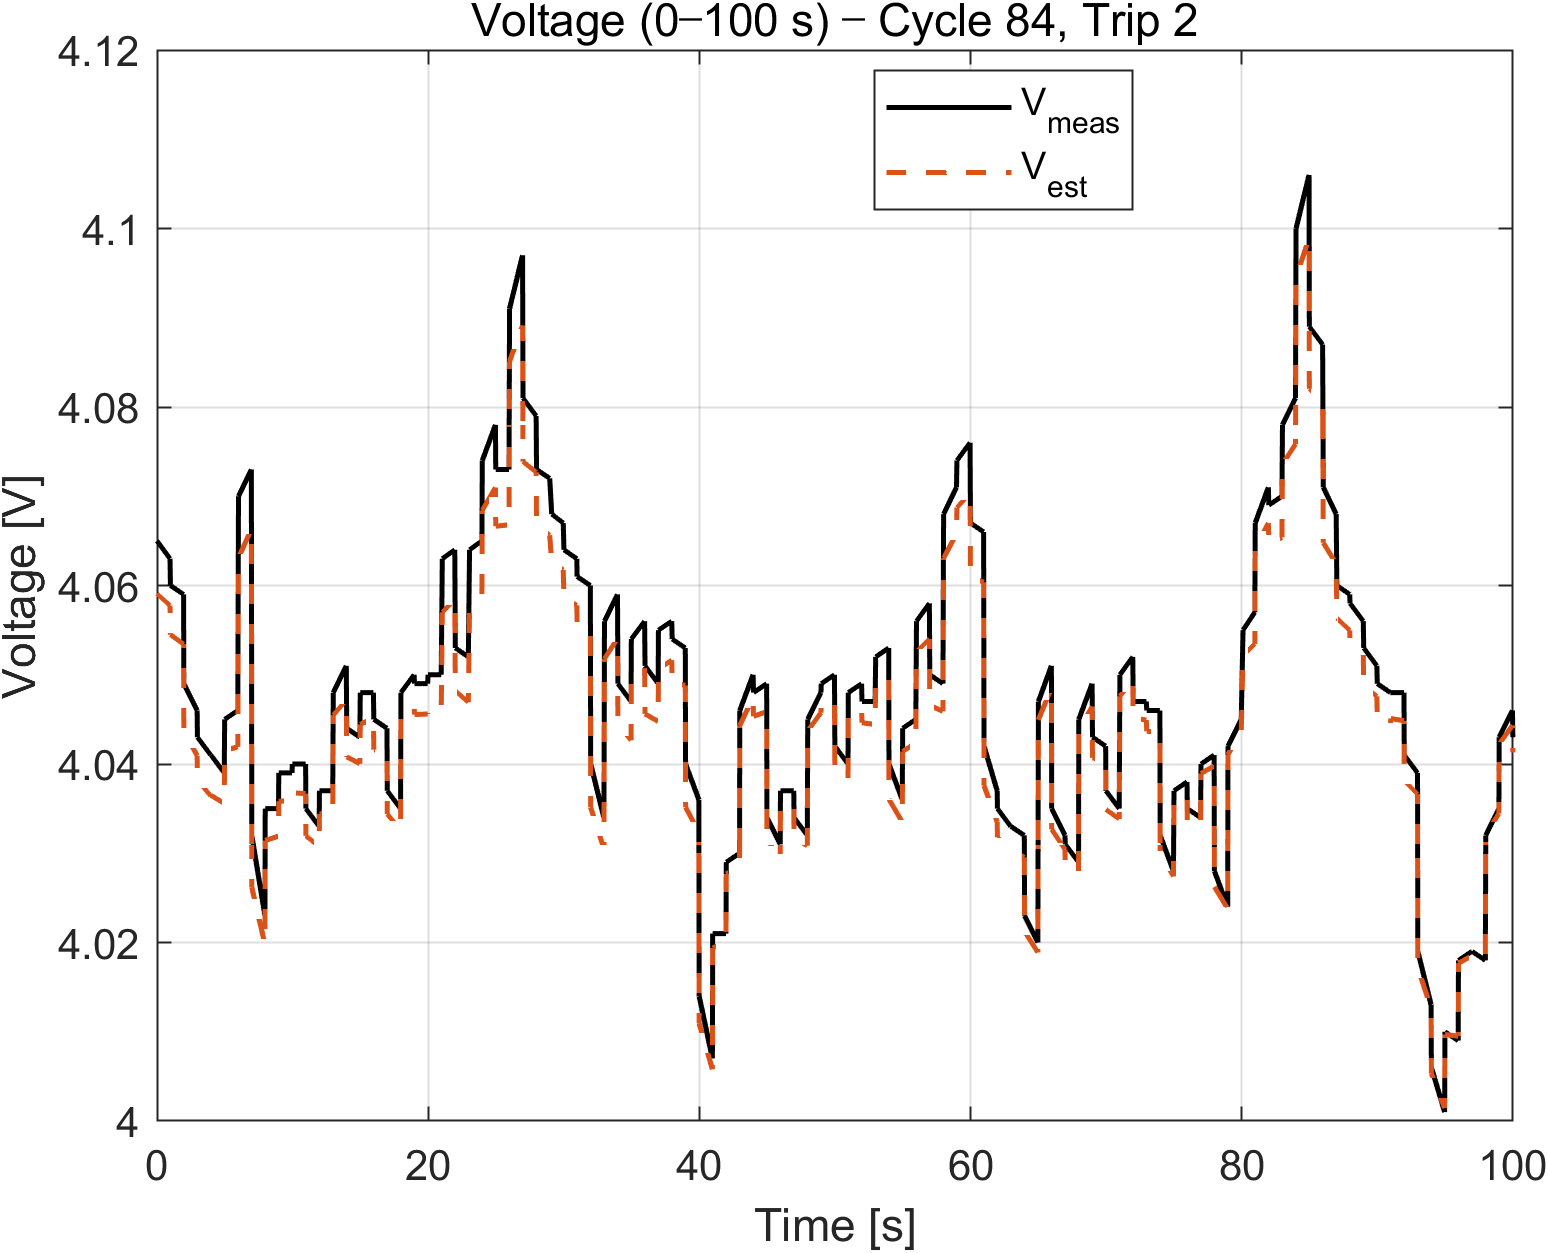 Voltage (0–100 s) – Cycle 84, Trip 2
4.12
4.1
4.08
4.06
4.04
4.02
4
Voltage [V]
V_meas
V_est
0 20 40 60 80 100
Time [s]